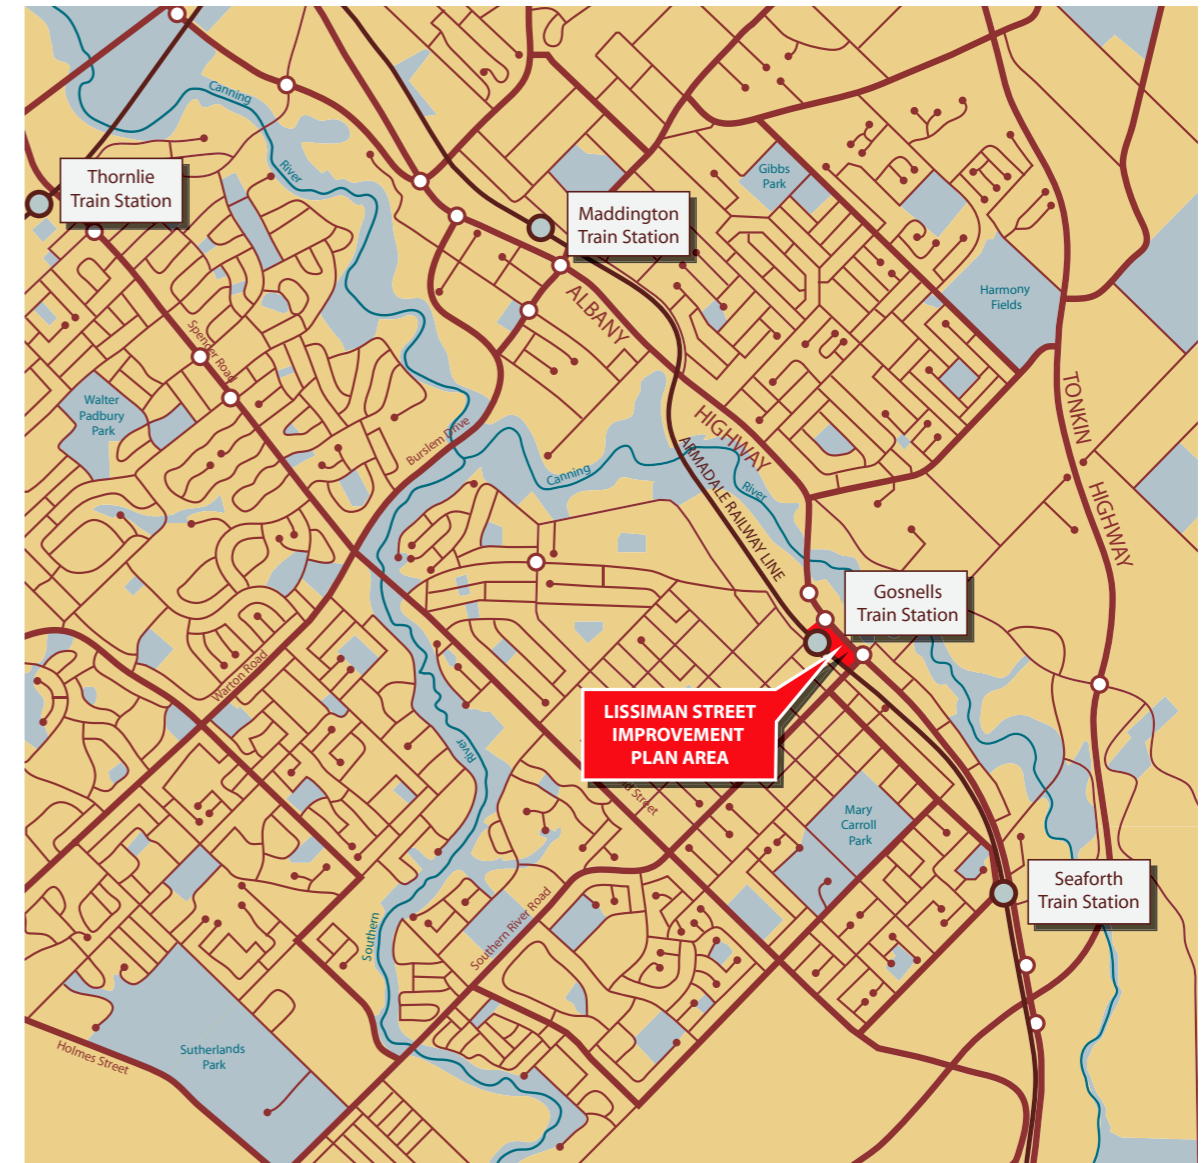 Canning
River
Thornlie
Train Station
Gibbs
Park
Maddington
Train Station
Harmony
Fields
ALBANY
Spencer Road
TONKIN
Walter
Padbury
Park
HIGHWAY
Burslem Drive
ARMADALE RAILWAY LINE
Canning
River
HIGHWAY
Gosnells
Train Station
Warton Road
LISSIMAN STREET
IMPROVEMENT
PLAN AREA
River
Street
Mary
Carroll
Park
Seaforth
Train Station
Southern
Southern River Road
Holmes Street
Sutherlands
Park